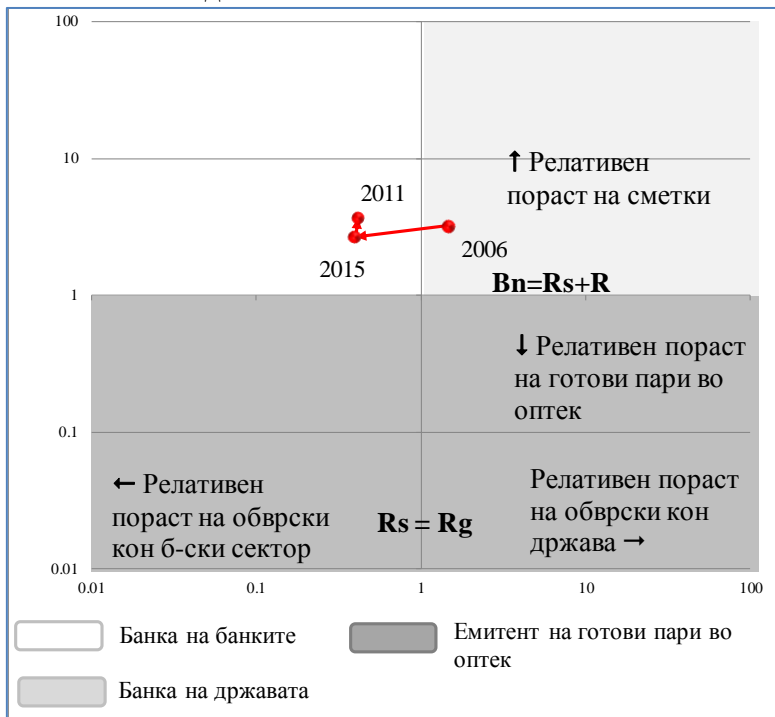 100
10
1
0.1
0.01
0.01
0.1
1
10
100
↑ Релативен
пораст на сметки
2011
2006
2015
Bn=Rs+R
↓ Релативен пораст
на готови пари во
оптек
← Релативен
пораст на обврски
кон б-ски сектор
Rs = Rg
Релативен пораст
на обврски кон
држава →
Банка на банките
Емитент на готови пари во
оптек
Банка на државата